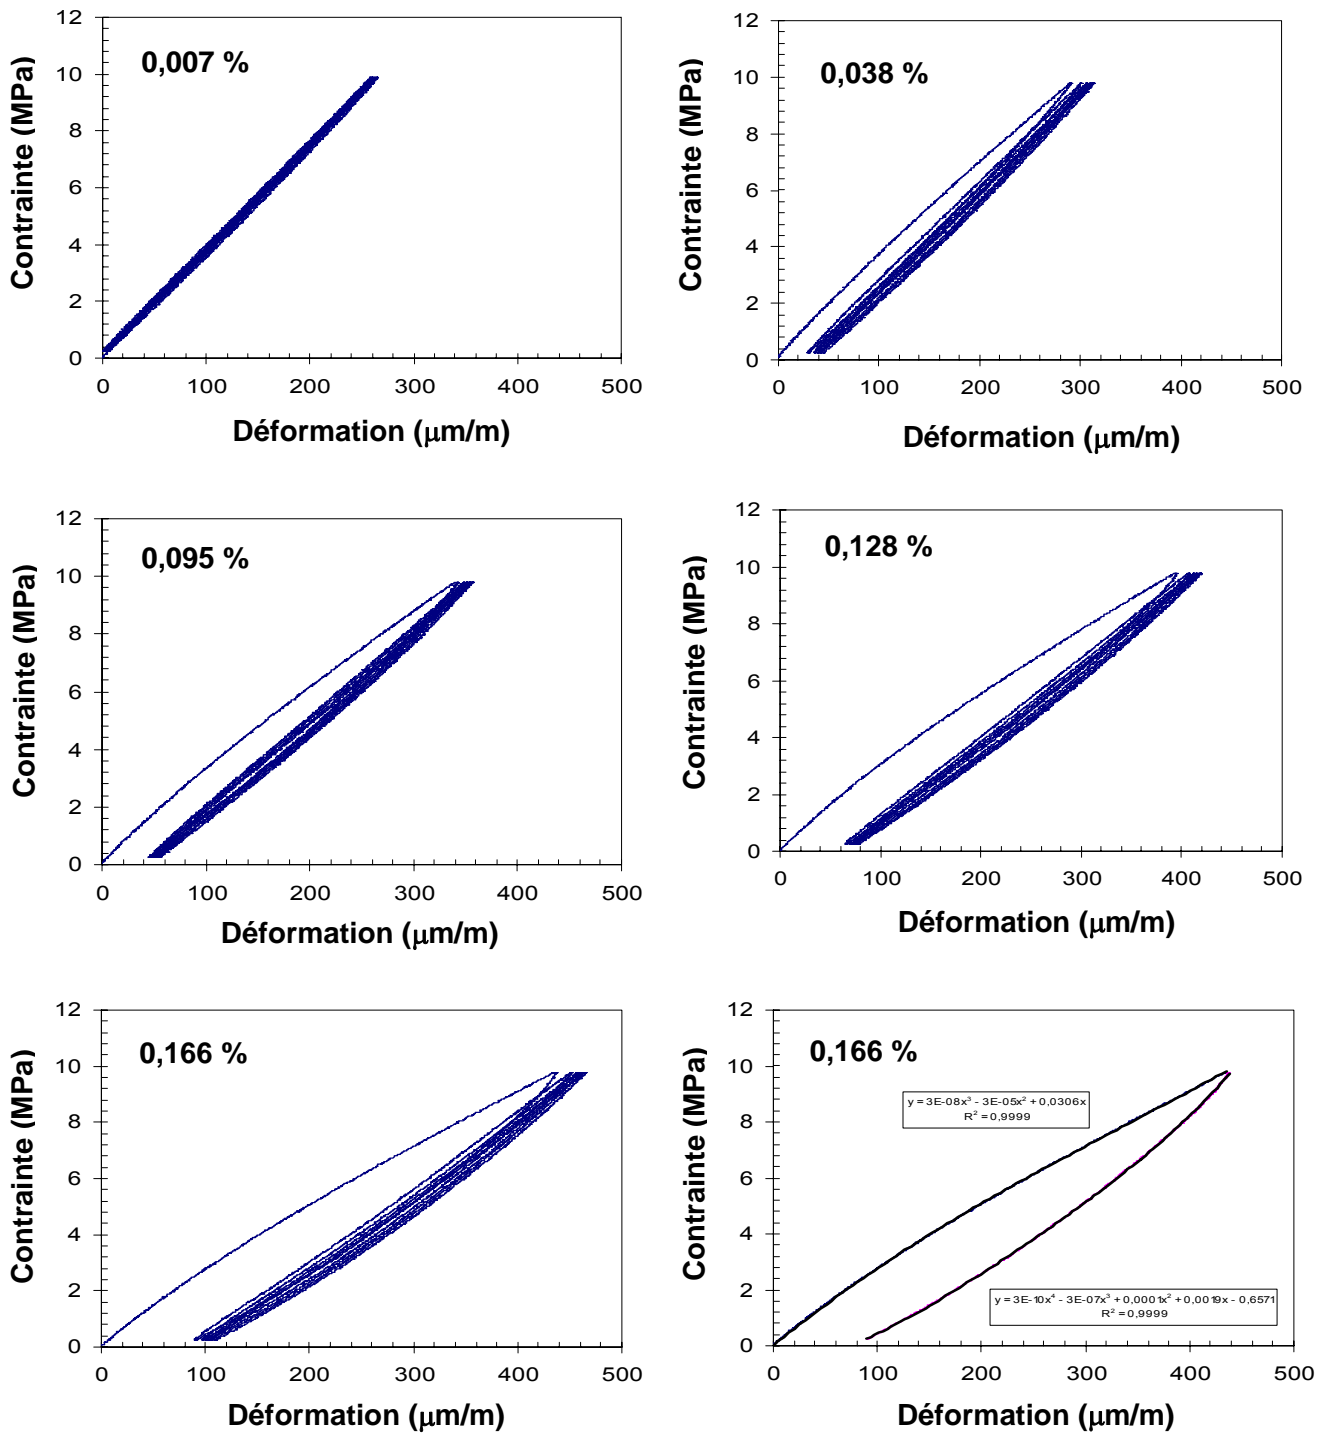 0,007 %
Contrainte (MPa)
12
10
8
6
4
2
0
0 100 200 300 400 500
Déformation (μm/m)
0,038 %
Contrainte (MPa)
12
10
8
6
4
2
0
0 100 200 300 400 500
Déformation (μm/m)
0,095 %
Contrainte (MPa)
12
10
8
6
4
2
0
0 100 200 300 400 500
Déformation (μm/m)
0,128 %
Contrainte (MPa)
12
10
8
6
4
2
0
0 100 200 300 400 500
Déformation (μm/m)
0,166 %
Contrainte (MPa)
12
10
8
6
4
2
0
0 100 200 300 400 500
Déformation (μm/m)
0,166 %
Contrainte (MPa)
12
10
8
6
4
2
0
y = 3E-08x³ - 3E-05x² + 0,0306x
R² = 0,9999
y = 3E-10x⁴ - 3E-07x³ + 0,0001x² + 0,0019x - 0,6571
R² = 0,9999
0 100 200 300 400 500
Déformation (μm/m)